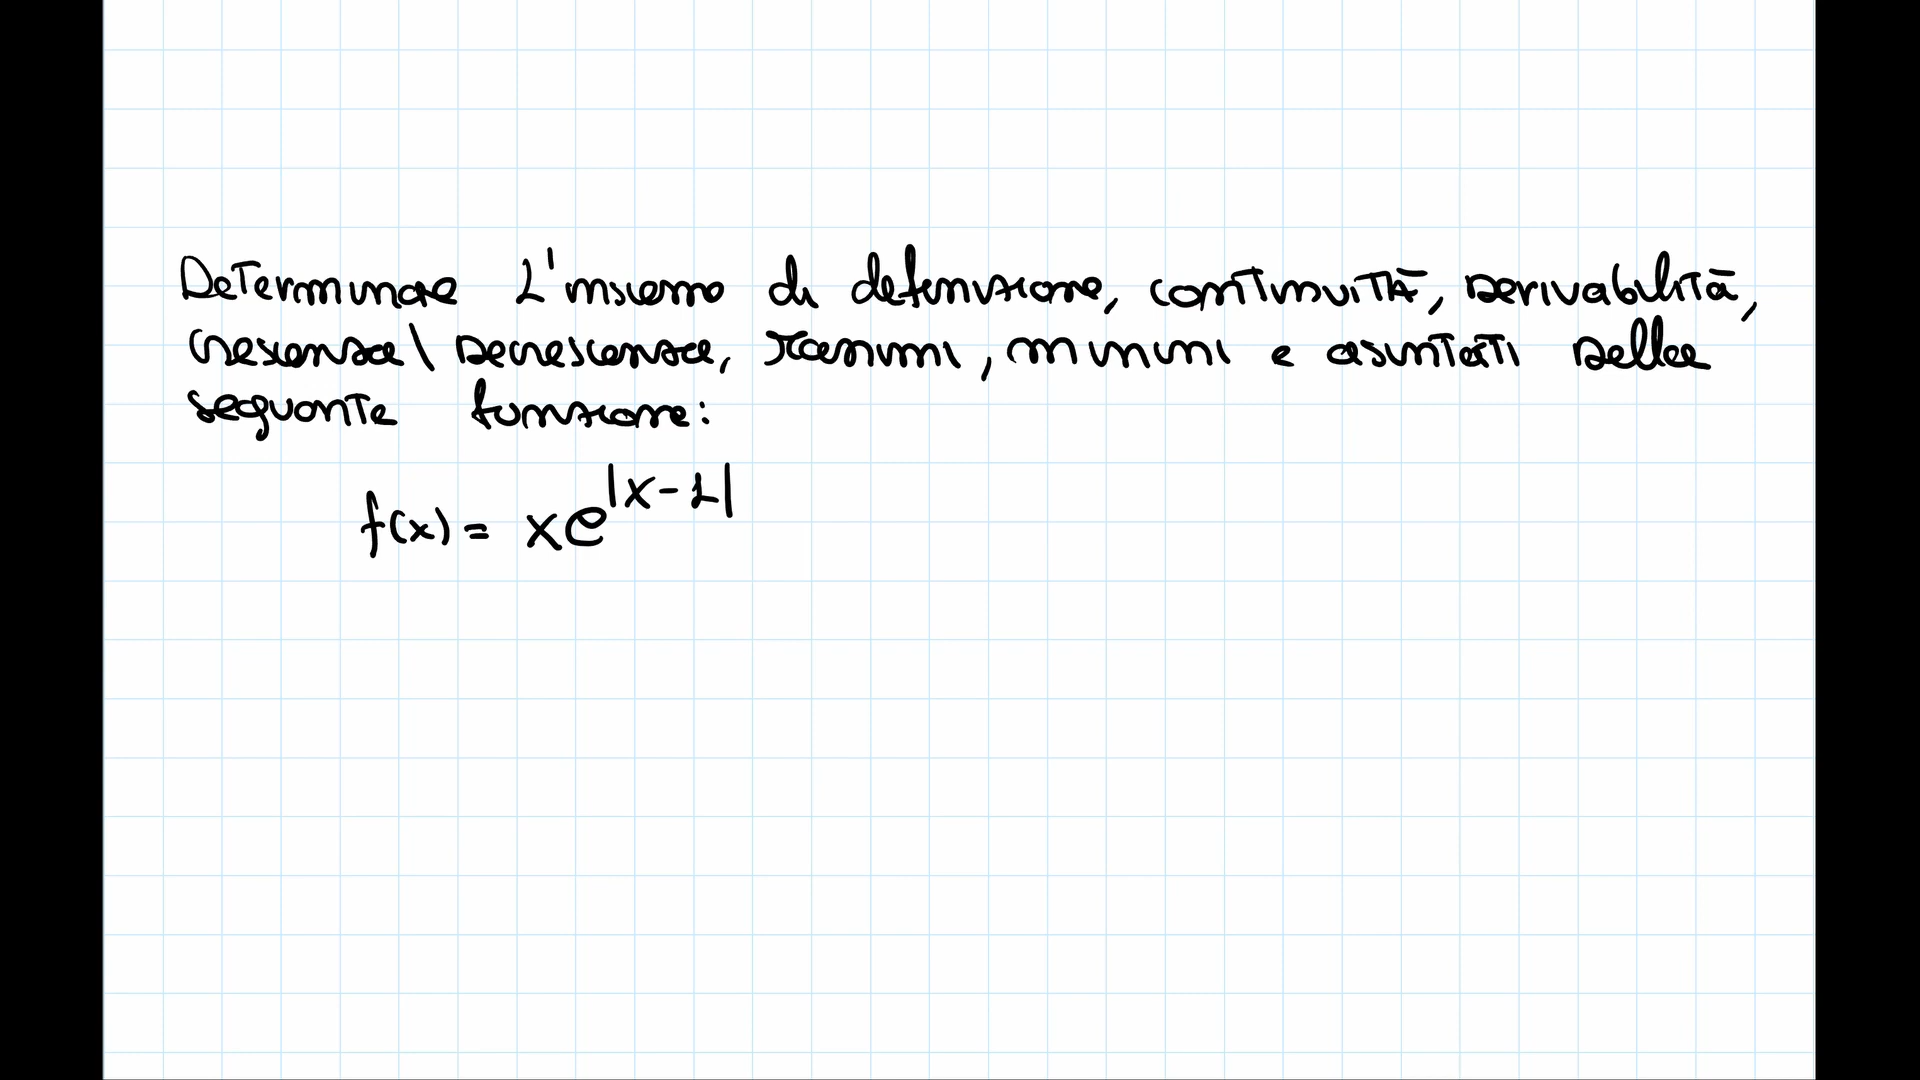 Determinare l'insieme di definizione, continuità, derivabilità,
crescenza\decrescenza, massimi, minimi e asintoti della
seguente funzione:
f(x) = xe^{|x-1|}